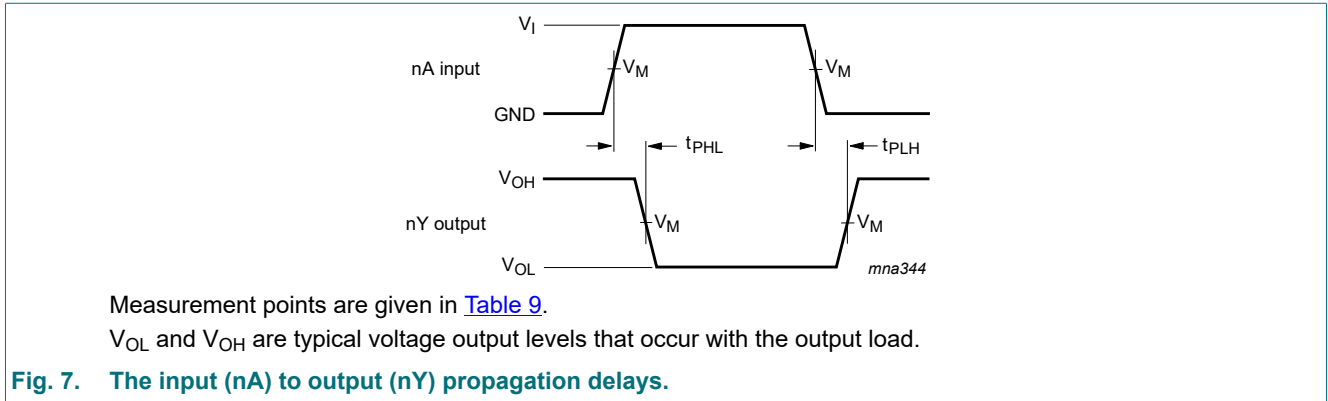 V_I
nA input
V_M
V_M
GND
t_PHL
t_PLH
V_OH
nY output
V_M
V_M
V_OL
mna344
Measurement points are given in Table 9.
V_OL and V_OH are typical voltage output levels that occur with the output load.
Fig. 7. The input (nA) to output (nY) propagation delays.